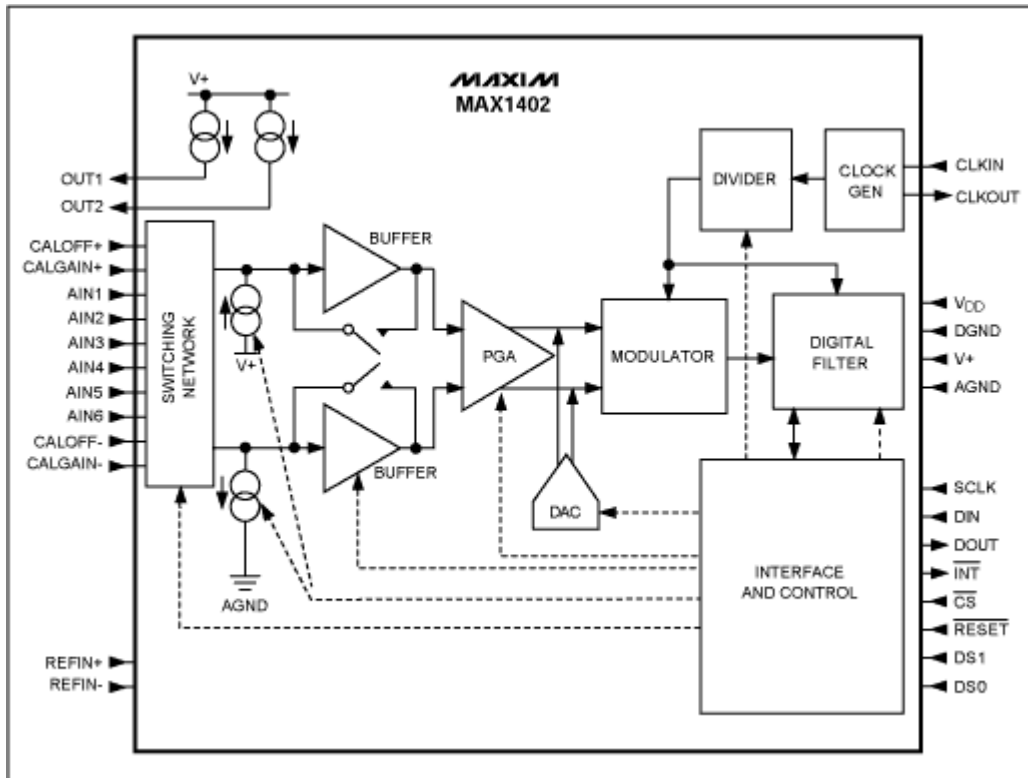 MAXIM
MAX1402
V+
OUT1
OUT2
CALOFF+
CALGAIN+
AIN1
AIN2
AIN3
AIN4
AIN5
AIN6
CALOFF-
CALGAIN-
REFIN+
REFIN-
SWITCHING
NETWORK
V+
AGND
BUFFER
BUFFER
PGA
DAC
MODULATOR
DIVIDER
CLOCK
GEN
DIGITAL
FILTER
INTERFACE
AND CONTROL
CLKIN
CLKOUT
VDD
DGND
V+
AGND
SCLK
DIN
DOUT
INT
CS
RESET
DS1
DS0